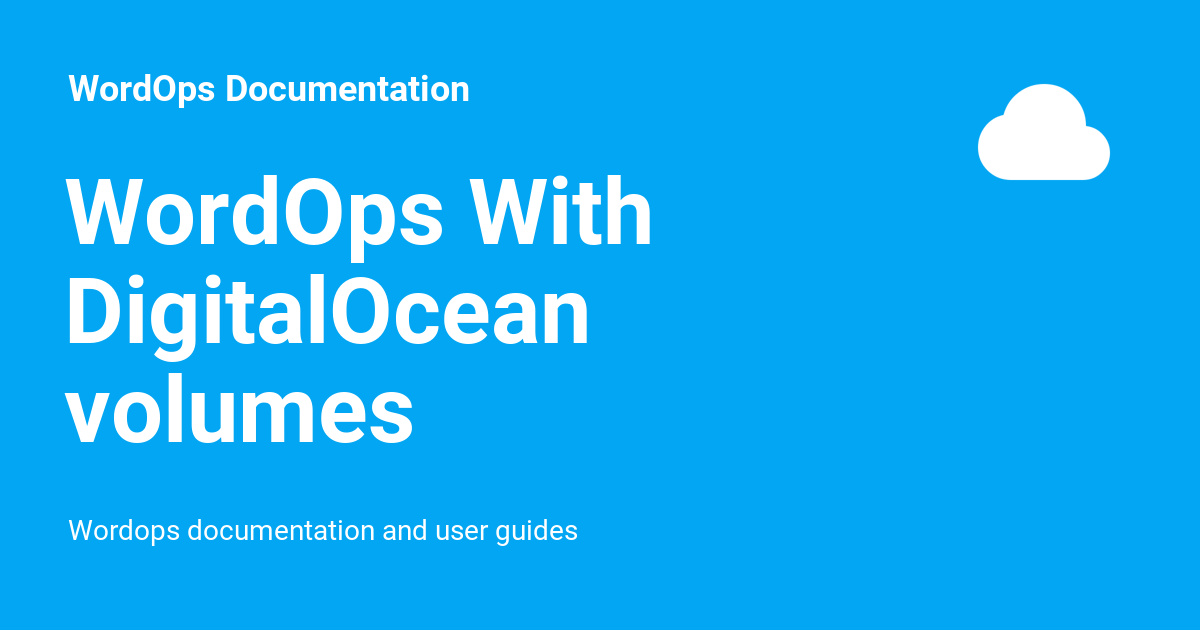 WordOps Documentation
WordOps With
DigitalOcean
volumes
Wordops documentation and user guides